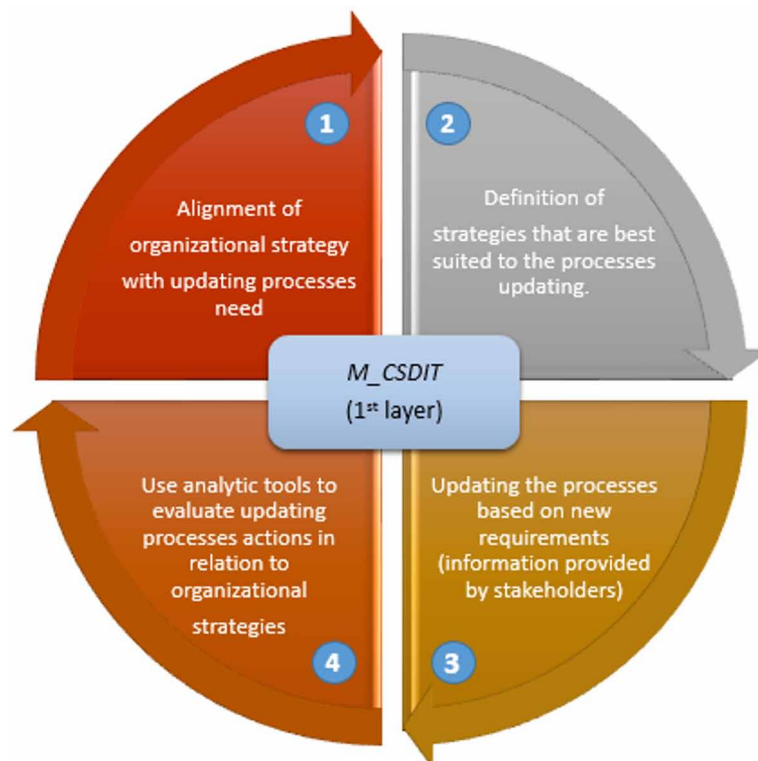 1
Alignment of
organizational strategy
with updating processes
need
2
Definition of
strategies that are best
suited to the processes
updating.
M_CSDIT
(1st layer)
Use analytic tools to
evaluate updating
processes actions in
relation to
organizational
strategies
4
Updating the processes
based on new
requirements
(information provided
by stakeholders)
3